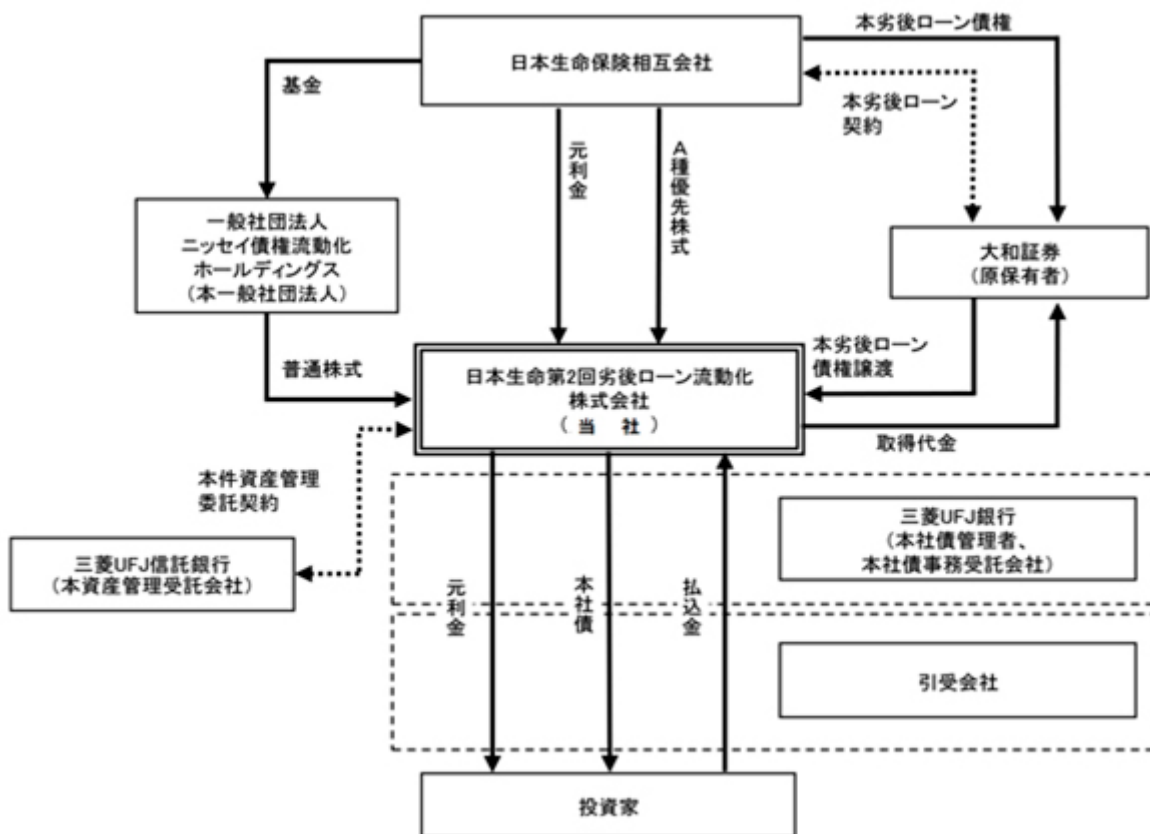 日本生命保険相互会社
本劣後ローン債権
基金
本劣後ローン
契約
元利金
A種優先株式
一般社団法人
ニッセイ債権流動化
ホールディングス
(本一般社団法人)
大和証券
(原保有者)
普通株式
本劣後ローン
債権譲渡
日本生命第2回劣後ローン流動化
株式会社
(当 社)
取得代金
本件資産管理
委託契約
三菱UFJ信託銀行
(本資産管理受託会社)
三菱UFJ銀行
(本社債管理者、
本社債事務受託会社)
元利金
本社債
払込金
引受会社
投資家